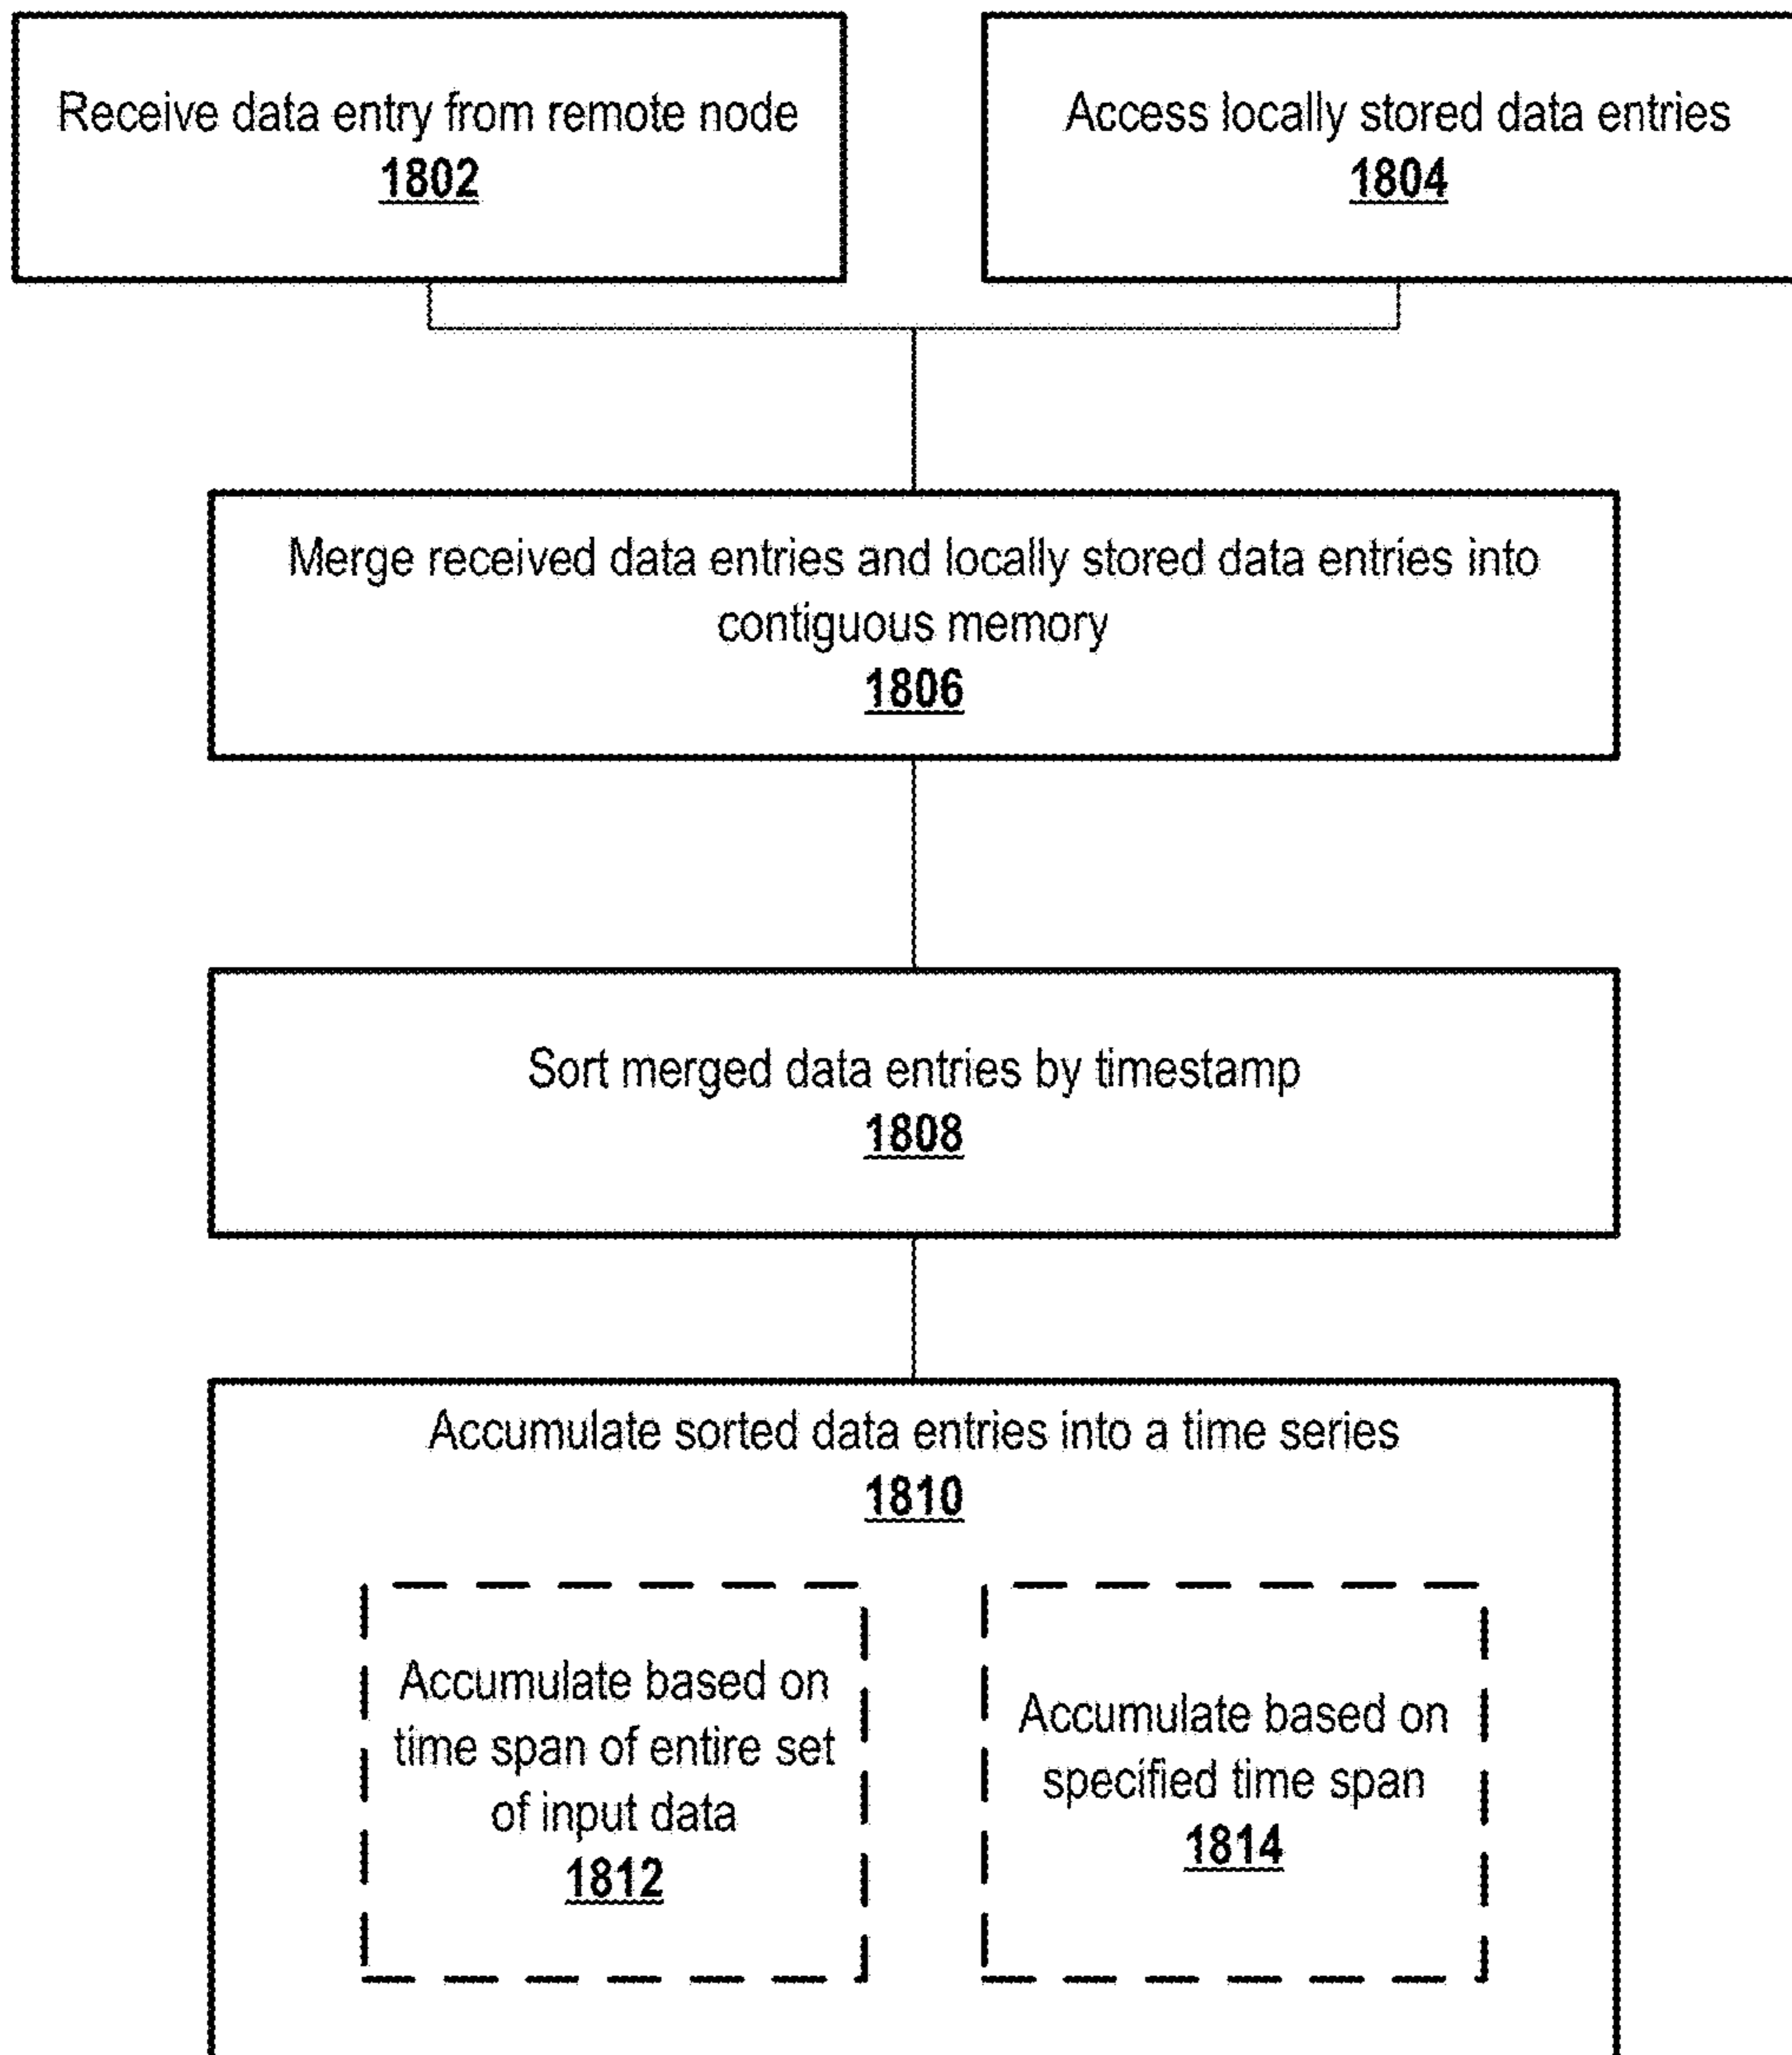 Receive data entry from remote node
1802
Access locally stored data entries
1804
Merge received data entries and locally stored data entries into
contiguous memory
1806
Sort merged data entries by timestamp
1808
Accumulate sorted data entries into a time series
1810
Accumulate based on
time span of entire set
of input data
1812
Accumulate based on
specified time span
1814